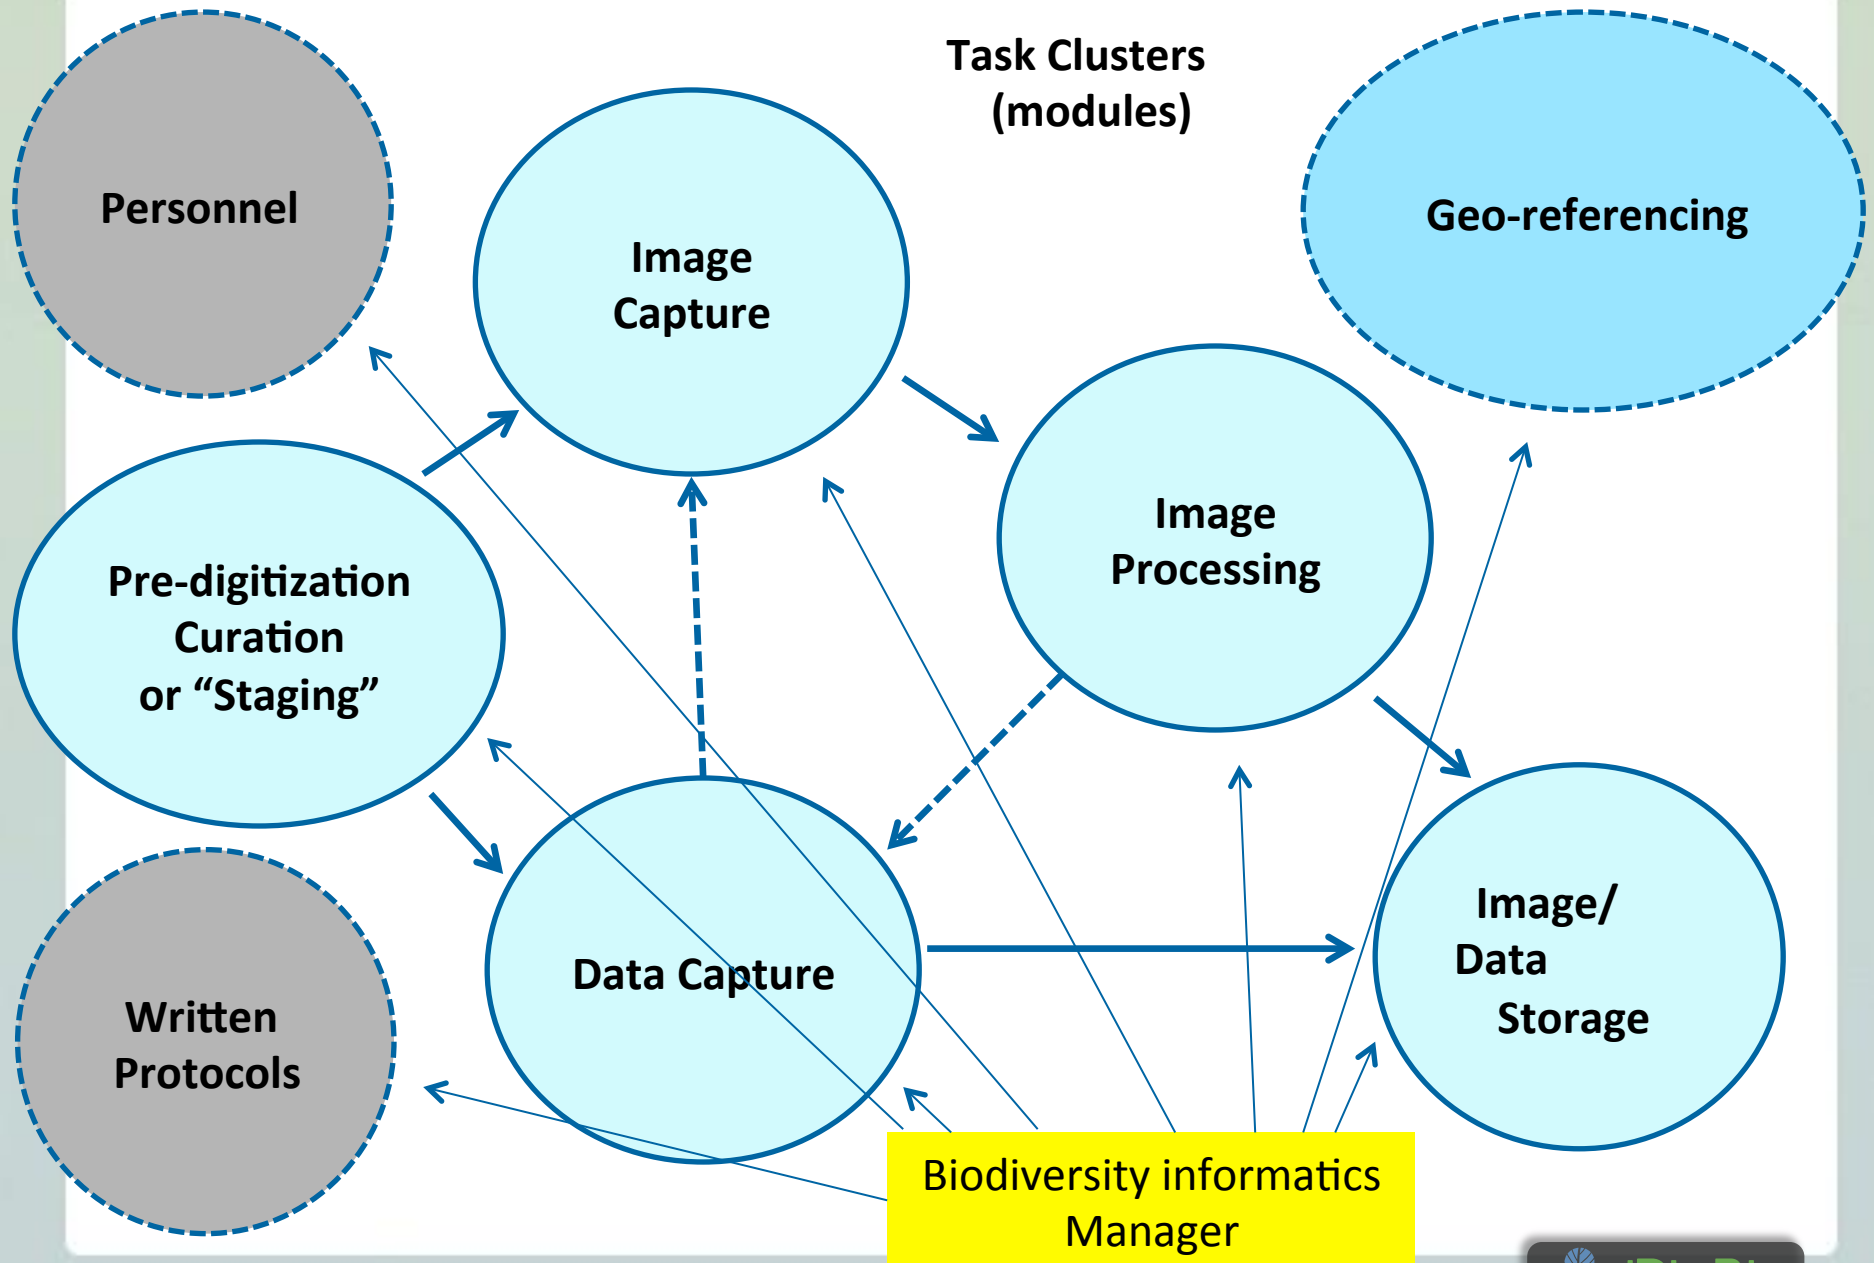 Task Clusters
(modules)
Personnel
Geo-referencing
Image
Capture
Image
Processing
Pre-digitization
Curation
or “Staging”
Image/
Data
Storage
Data Capture
Written
Protocols
Biodiversity informatics
Manager